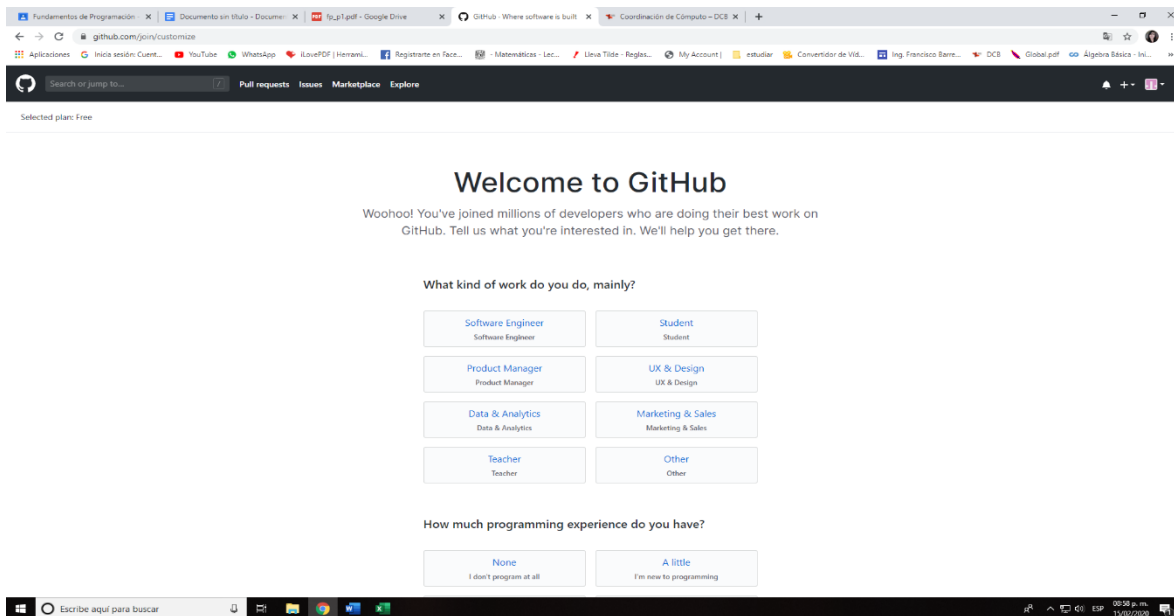 Fundamentos de Programación -
Documento sin título - Documen
fp_p1.pdf - Google Drive
GitHub - Where software is built
Coordinación de Cómputo – DCB
github.com/join/customize
Aplicaciones
Inicia sesión: Cuent...
YouTube
WhatsApp
iLovePDF | Herrami...
Registrarte en Face...
- Matemáticas - Lec...
Lleva Tilde - Reglas...
My Account |
estudiar
Convertidor de Víd...
Ing. Francisco Barre...
DCB
Global.pdf
Álgebra Básica - Ini...
Search or jump to...
/
Pull requests
Issues
Marketplace
Explore
Selected plan: Free
Welcome to GitHub
Woohoo! You've joined millions of developers who are doing their best work on
GitHub. Tell us what you're interested in. We'll help you get there.
What kind of work do you do, mainly?
Software Engineer
Software Engineer
Student
Student
Product Manager
Product Manager
UX & Design
UX & Design
Data & Analytics
Data & Analytics
Marketing & Sales
Marketing & Sales
Teacher
Teacher
Other
Other
How much programming experience do you have?
None
I don't program at all
A little
I'm new to programming
Escribe aquí para buscar
ESP
08:58 p. m.
15/02/2020